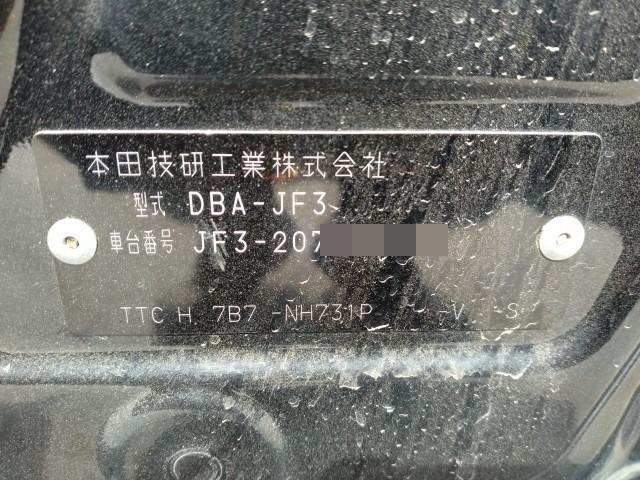 本田技研工業株式会社
型式 DBA-JF3
車台番号 JF3-207
TTC H 7B7 -NH731P -V -S